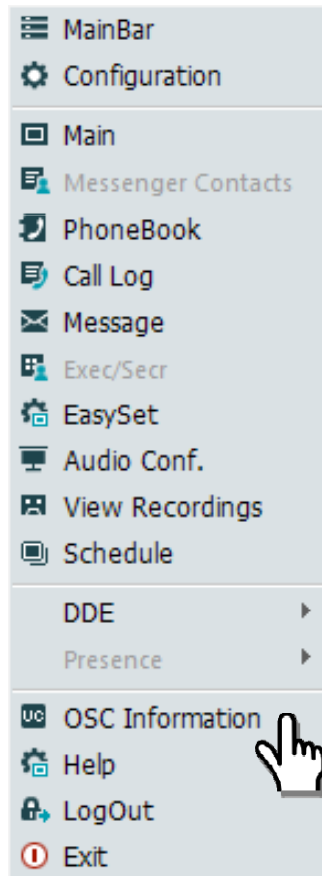 MainBar
Configuration
Main
Messenger Contacts
PhoneBook
Call Log
Message
Exec/Secr
EasySet
Audio Conf.
View Recordings
Schedule
DDE
Presence
UC OSC Information
Help
LogOut
Exit